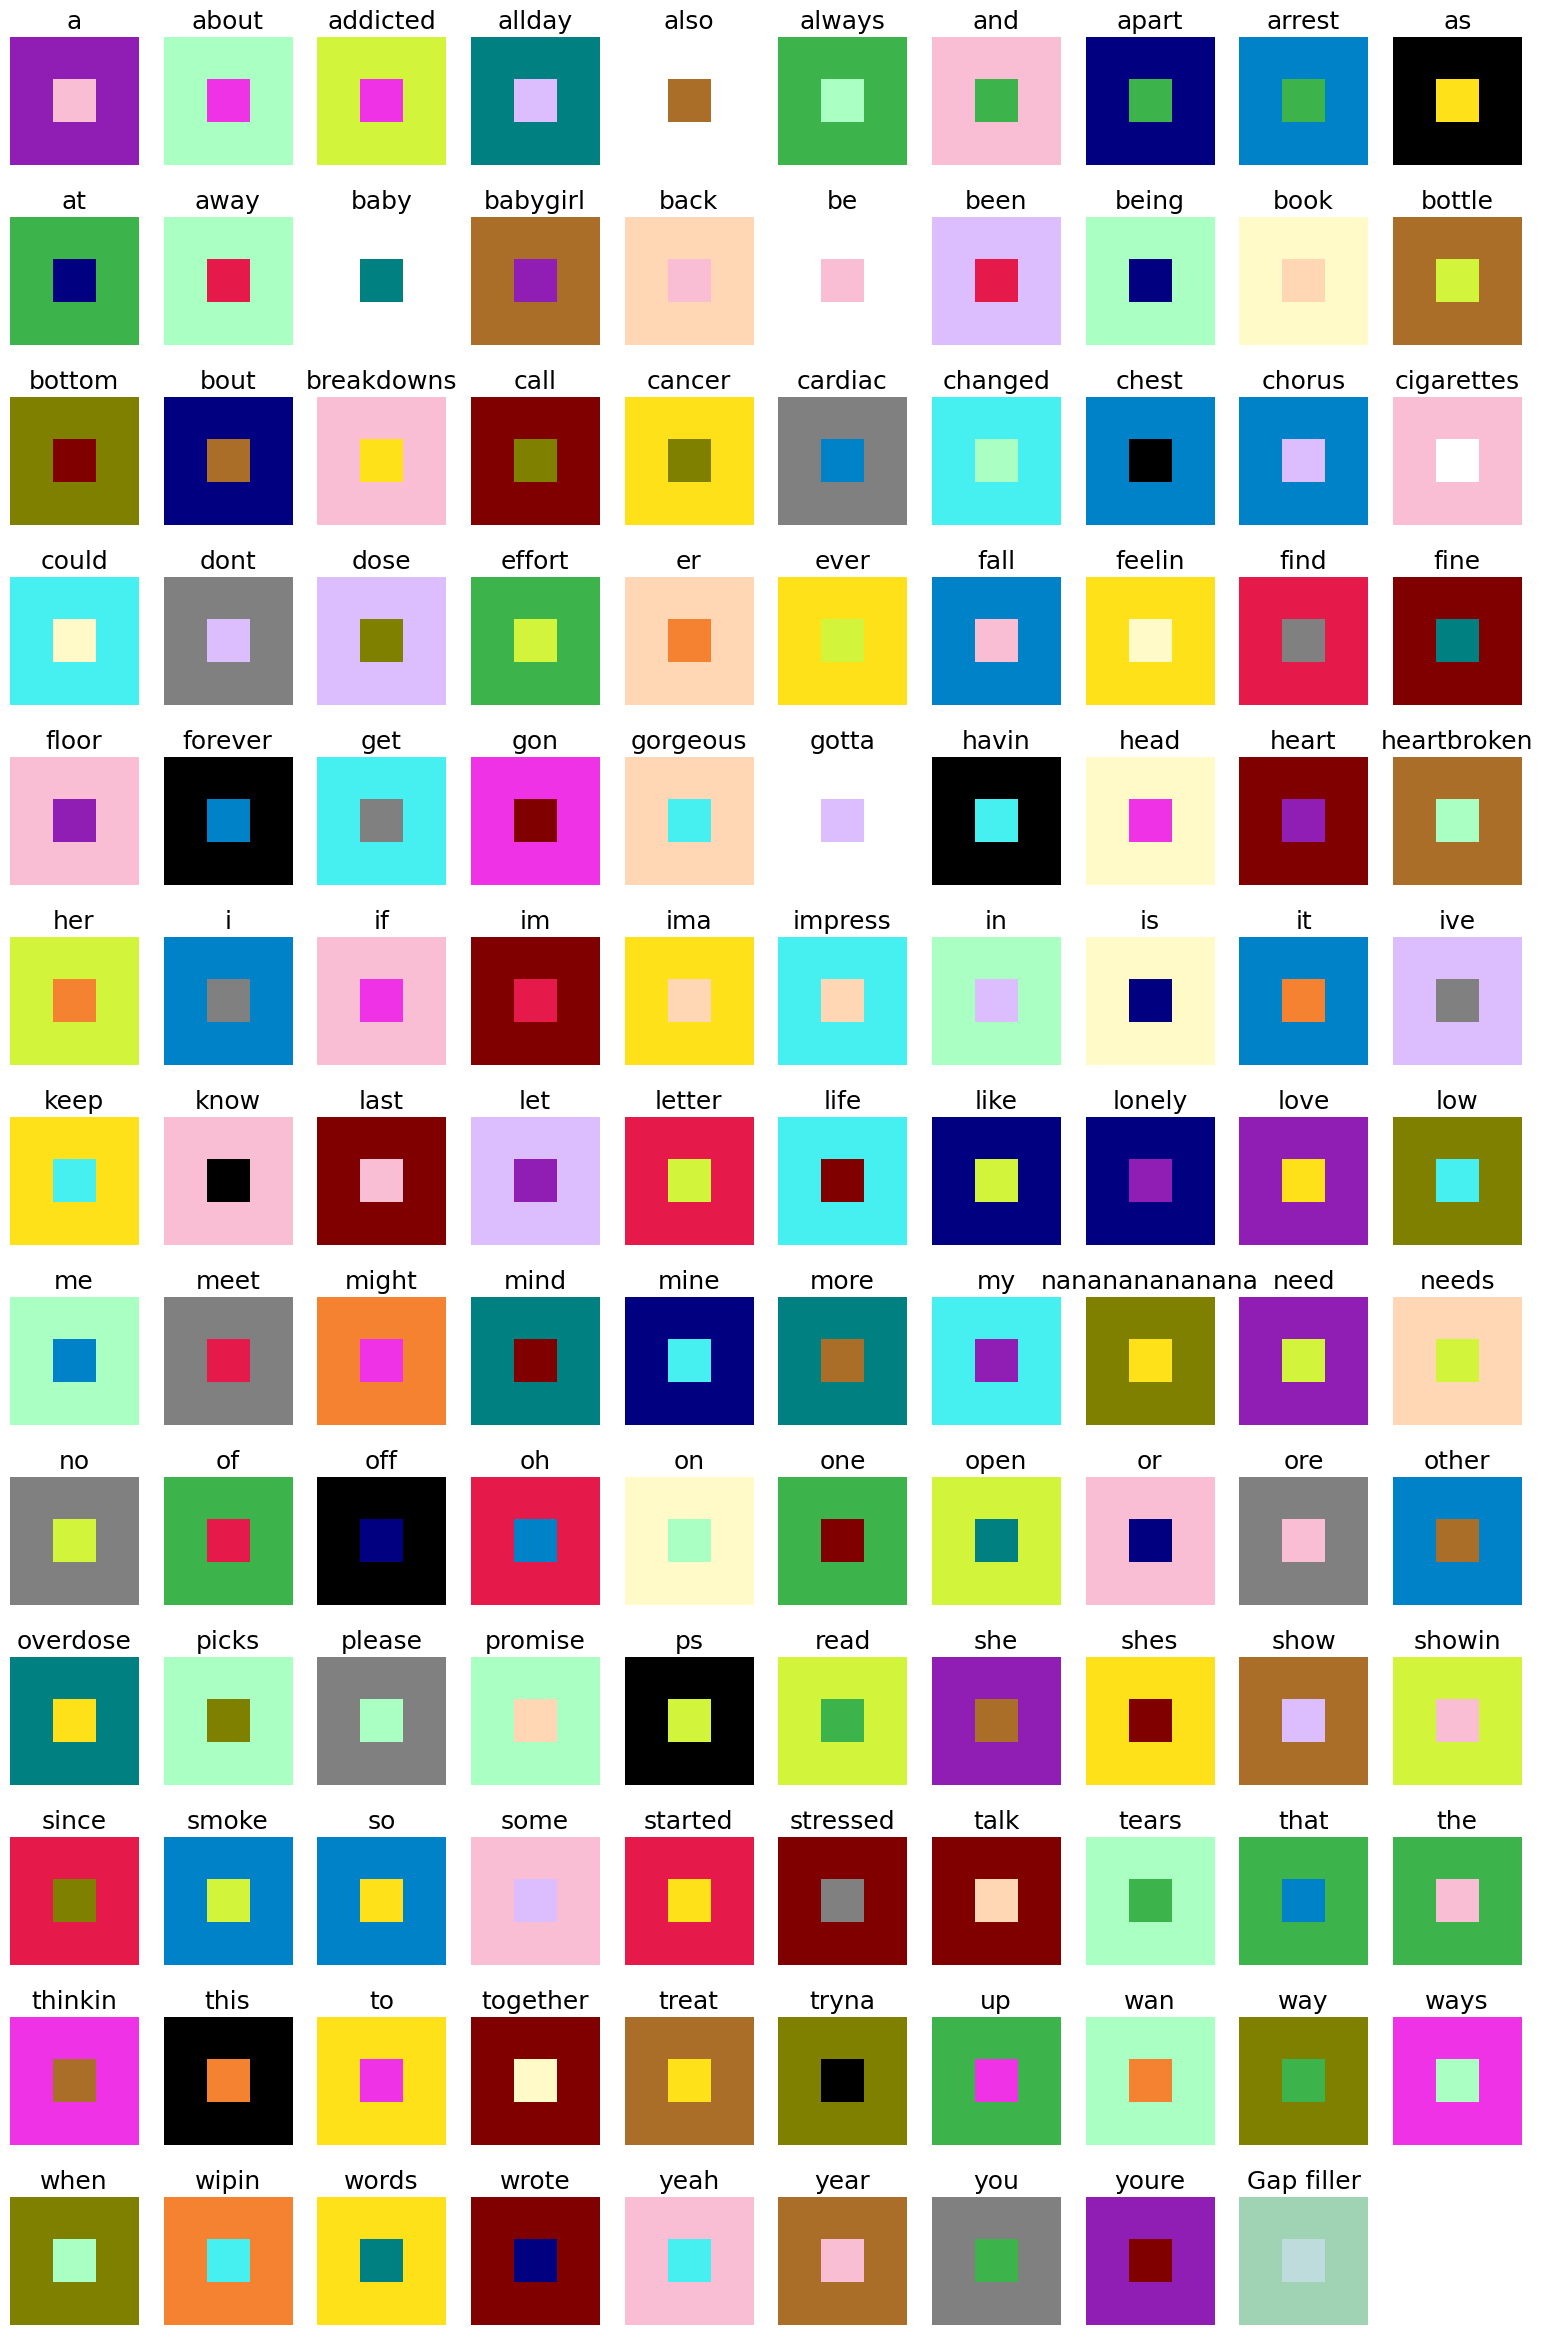 a about addicted allday also always and apart arrest as
at away baby babygirl back be been being book bottle
bottom bout breakdowns call cancer cardiac changed chest chorus cigarettes
could dont dose effort er ever fall feelin find fine
floor forever get gon gorgeous gotta havin head heart heartbroken
her i if im ima impress in is it ive
keep know last let letter life like lonely love low
me meet might mind mine more my nanananananana need needs
no of off oh on one open or ore other
overdose picks please promise ps read she shes show showin
since smoke so some started stressed talk tears that the
thinkin this to together treat tryna up wan way ways
when wipin words wrote yeah year you youre Gap filler